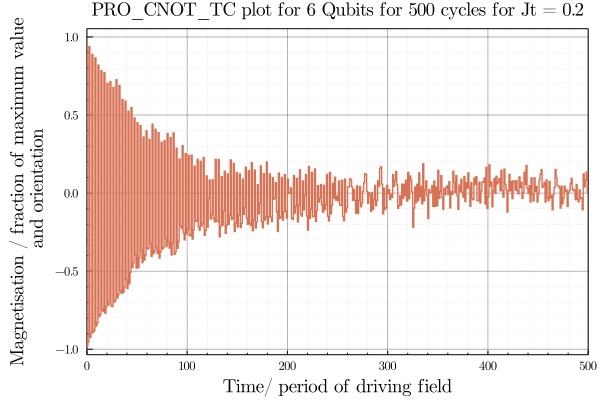 PRO_CNOT_TC plot for 6 Qubits for 500 cycles for Jt = 0.2
Magnetisation / fraction of maximum value
and orientation
1.0
0.5
0.0
−0.5
−1.0
0 100 200 300 400 500
Time/ period of driving field